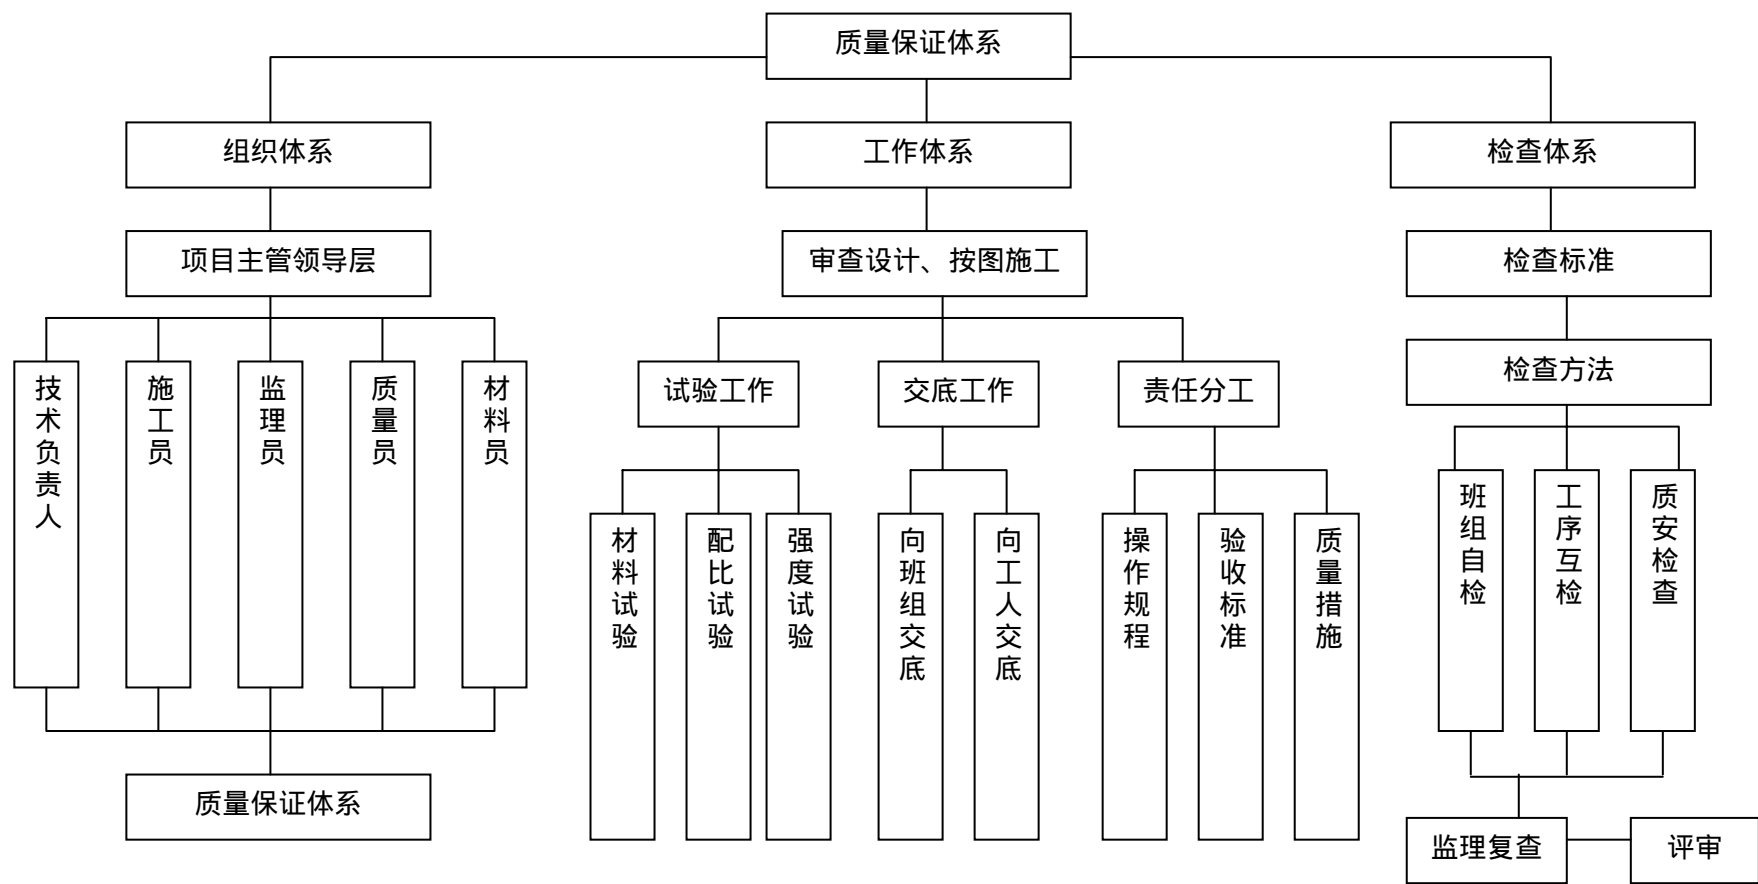 质量保证体系
组织体系
工作体系
检查体系
项目主管领导层
审查设计、按图施工
检查标准
检查方法
技术负责人
施工员
监理员
质量员
材料员
试验工作
交底工作
责任分工
班组自检
工序互检
质安检查
材料试验
配比试验
强度试验
向班组交底
向工人交底
操作规程
验收标准
质量措施
质量保证体系
监理复查
评审